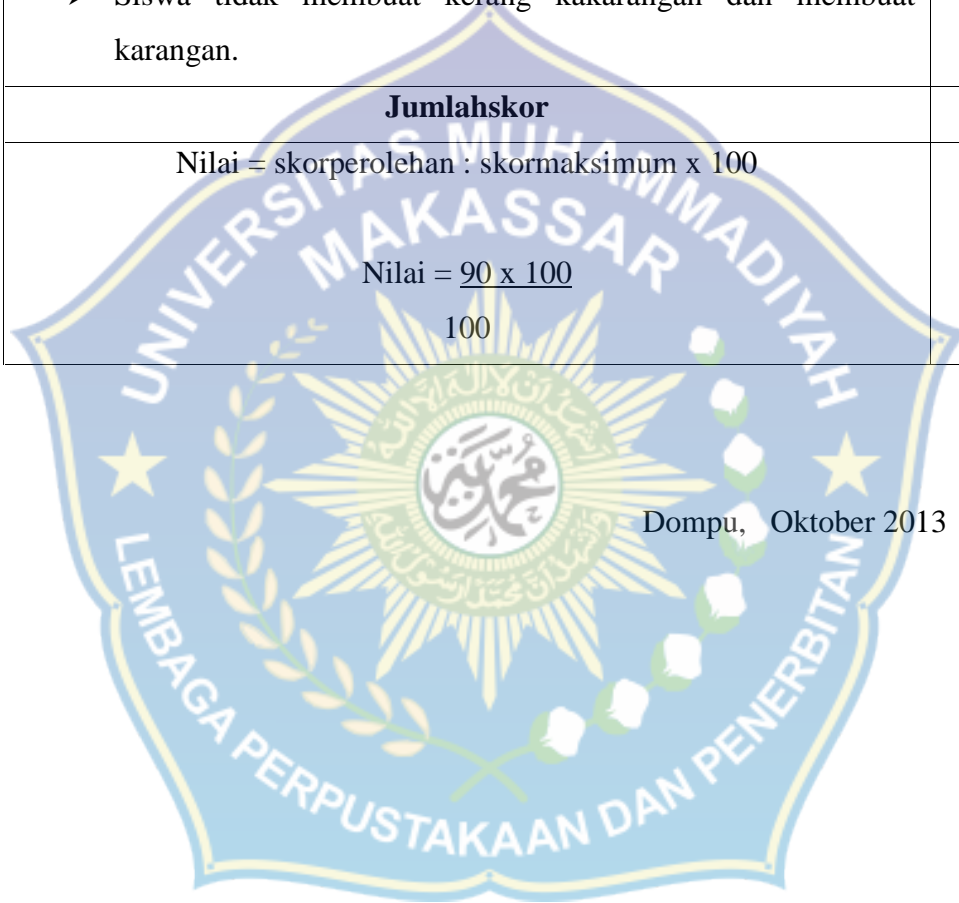 ➢ Siswa tidak membuat kerang kakarangan dan membuat
karangan.
Jumlahskor
Nilai = skorperolehan : skormaksimum x 100
Nilai = 90 x 100
100
Dompu, Oktober 2013
UNIVERSITAS MUHAMMADIYAH
MAKASSAR
LEMBAGA PERPUSTAKAAN DAN PENERBITAN